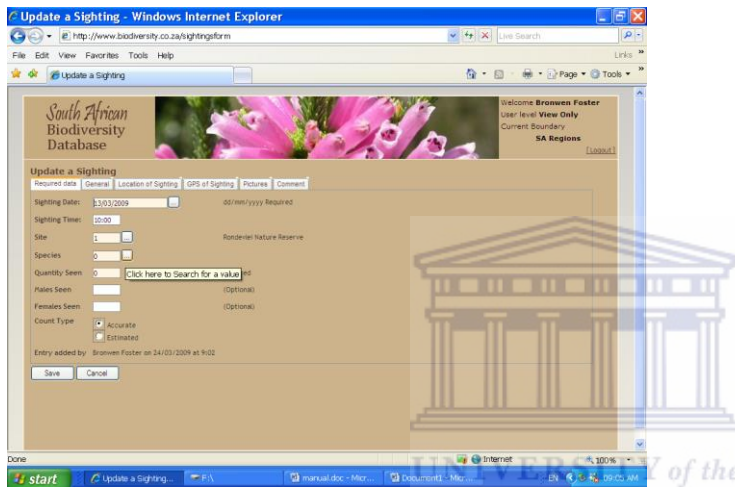 Update a Sighting - Windows Internet Explorer
http://www.biodiversity.co.za/sightingsform
Live Search
File Edit View Favorites Tools Help
Links »
Update a Sighting
Page Tools »
South African
Biodiversity
Database
Welcome Bronwen Foster
User level View Only
Current Boundary
SA Regions
[Logout]
Update a Sighting
Required data General Location of Sighting GPS of Sighting Pictures Comment
Sighting Date: 13/03/2009 ... dd/mm/yyyy Required
Sighting Time: 10:00
Site 1 ... Rondevlei Nature Reserve
Species 0 ...
Quantity Seen 0 Click here to Search for a value
Males Seen (Optional)
Females Seen (Optional)
Count Type Accurate
Estimated
Entry added by Bronwen Foster on 24/03/2009 at 9:02
Save Cancel
Done Internet 100%
start Update a Sighting... F:\ manual.doc - Micr... Document1 - Mic... EN 09:05 AM
UNIVERSITY of the